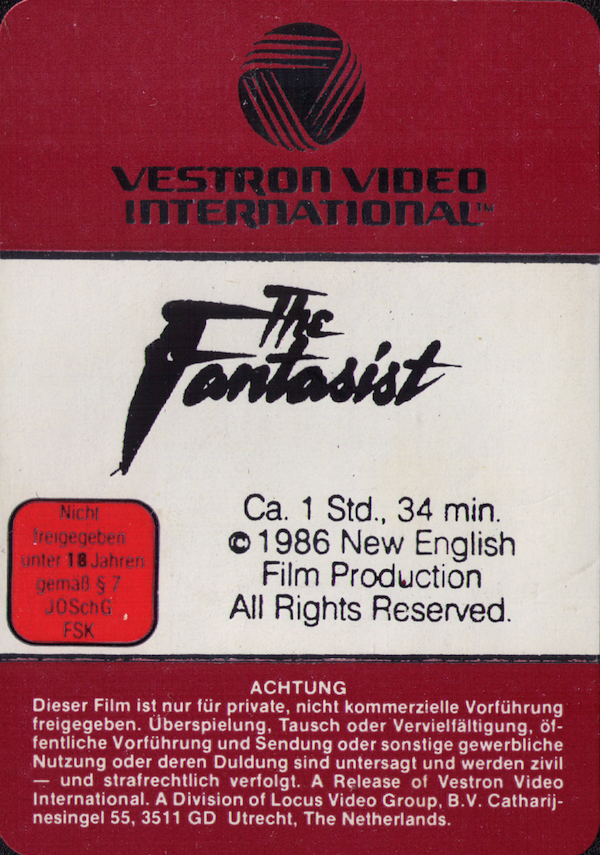 VESTRON VIDEO
INTERNATIONAL™
The
Fantasist
Nicht
freigegeben
unter 18 Jahren
gemäß § 7
JÖSchG
FSK
Ca. 1 Std., 34 min.
© 1986 New English
Film Production
All Rights Reserved.
ACHTUNG
Dieser Film ist nur für private, nicht kommerzielle Vorführung
freigegeben. Überspielung, Tausch oder Vervielfältigung, öf-
fentliche Vorführung und Sendung oder sonstige gewerbliche
Nutzung oder deren Duldung sind untersagt und werden zivil
— und strafrechtlich verfolgt. A Release of Vestron Video
International. A Division of Locus Video Group, B.V. Catharij-
nesingel 55, 3511 GD Utrecht, The Netherlands.